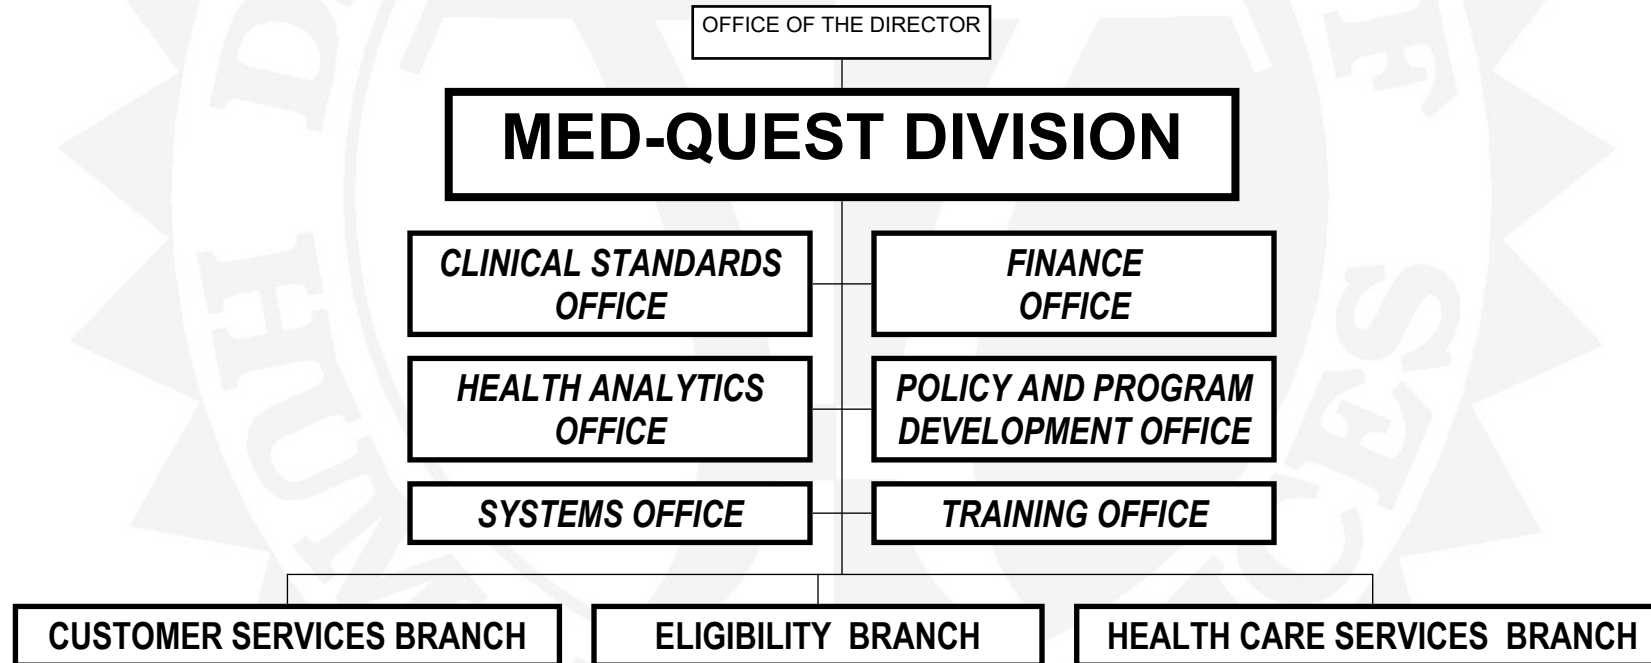 OFFICE OF THE DIRECTOR
MED-QUEST DIVISION
CLINICAL STANDARDS
OFFICE
FINANCE
OFFICE
HEALTH ANALYTICS
OFFICE
POLICY AND PROGRAM
DEVELOPMENT OFFICE
SYSTEMS OFFICE
TRAINING OFFICE
CUSTOMER SERVICES BRANCH
ELIGIBILITY BRANCH
HEALTH CARE SERVICES BRANCH